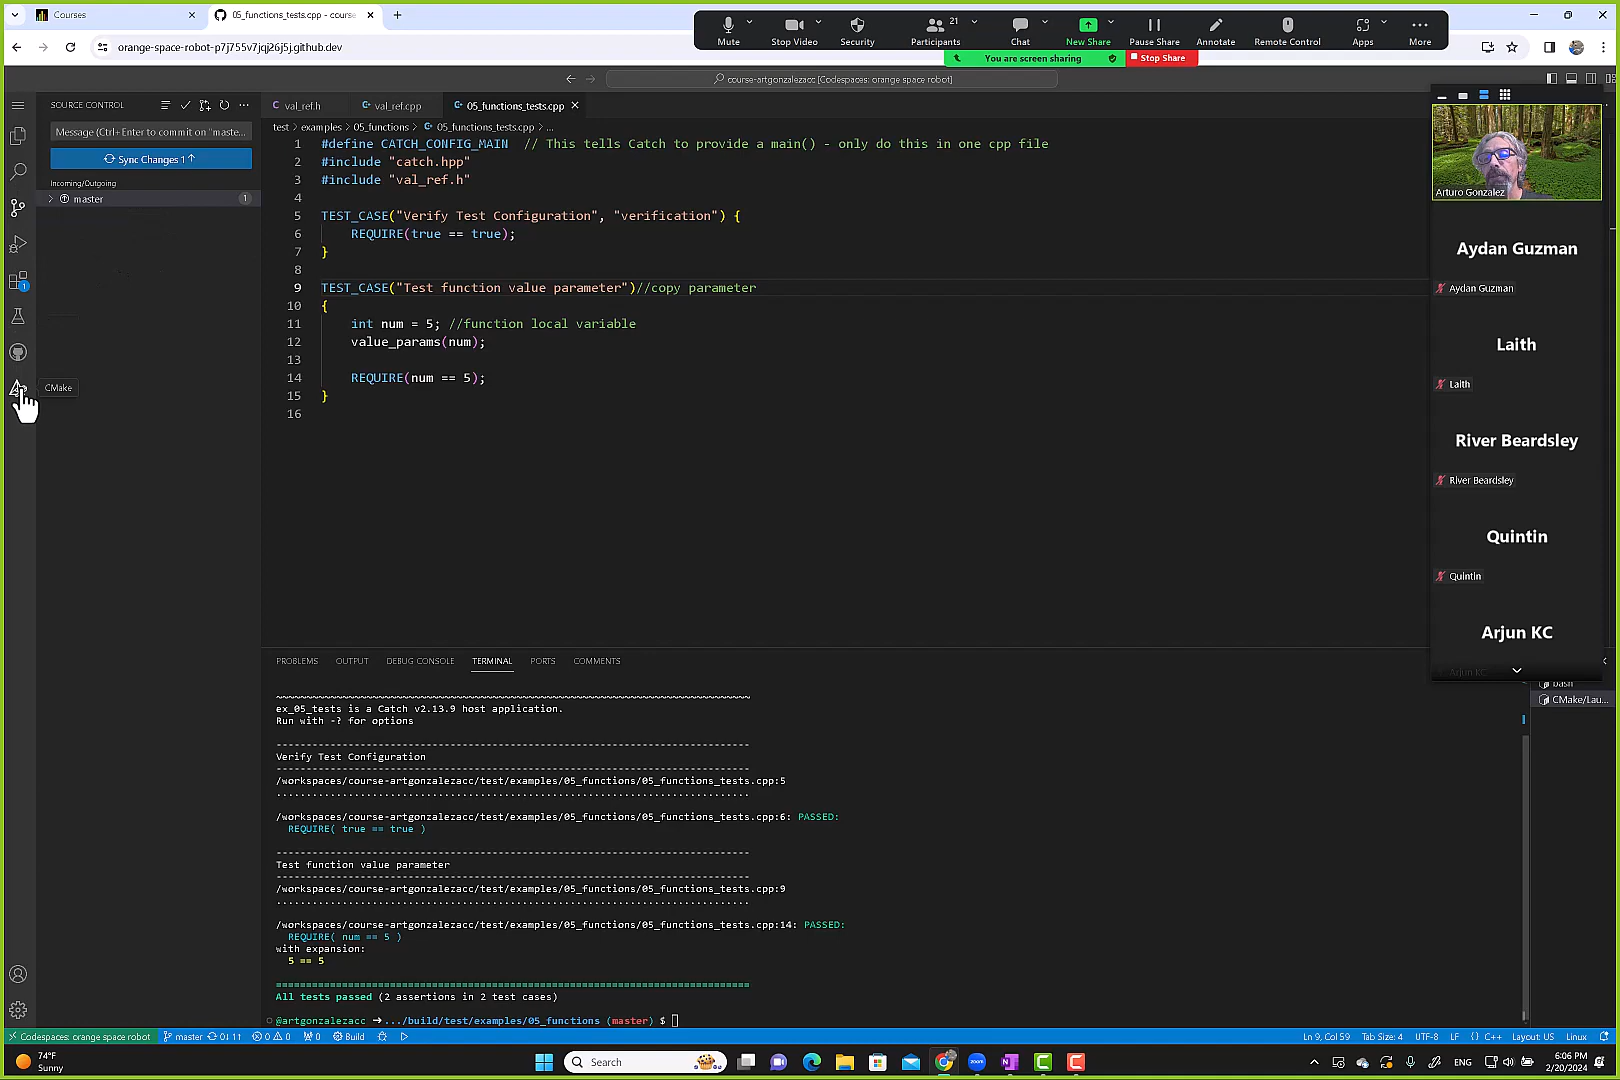 Courses
05_functions_tests.cpp - course
orange-space-robot-p7j755v7jqj26j5j.github.dev
Mute
Stop Video
Security
21
Participants
Chat
New Share
Pause Share
Annotate
Remote Control
Apps
More
You are screen sharing
Stop Share
course-artgonzalezacc [Codespaces: orange space robot]
SOURCE CONTROL
Message (Ctrl+Enter to commit on "maste...
Sync Changes 1
Incoming/Outgoing
master
1
1
CMake
val_ref.h
val_ref.cpp
05_functions_tests.cpp
test > examples > 05_functions > 05_functions_tests.cpp > ...
1 #define CATCH_CONFIG_MAIN // This tells Catch to provide a main() - only do this in one cpp file
2 #include "catch.hpp"
3 #include "val_ref.h"
4
5 TEST_CASE("Verify Test Configuration", "verification") {
6 REQUIRE(true == true);
7 }
8
9 TEST_CASE("Test function value parameter")//copy parameter
10 {
11 int num = 5; //function local variable
12 value_params(num);
13
14 REQUIRE(num == 5);
15 }
16
Arturo Gonzalez
Aydan Guzman
Aydan Guzman
Laith
Laith
River Beardsley
River Beardsley
Quintin
Quintin
Arjun KC
Arjun KC
PROBLEMS
OUTPUT
DEBUG CONSOLE
TERMINAL
PORTS
COMMENTS
bash
CMake/Lau...
~~~~~~~~~~~~~~~~~~~~~~~~~~~~~~~~~~~~~~~~~~~~~~~~~~~~~~~~~~~~~~~~~~~~~~~~~~~~~~~
ex_05_tests is a Catch v2.13.9 host application.
Run with -? for options
-------------------------------------------------------------------------------
Verify Test Configuration
-------------------------------------------------------------------------------
/workspaces/course-artgonzalezacc/test/examples/05_functions/05_functions_tests.cpp:5
...............................................................................
/workspaces/course-artgonzalezacc/test/examples/05_functions/05_functions_tests.cpp:6: PASSED:
REQUIRE( true == true )
-------------------------------------------------------------------------------
Test function value parameter
-------------------------------------------------------------------------------
/workspaces/course-artgonzalezacc/test/examples/05_functions/05_functions_tests.cpp:9
...............................................................................
/workspaces/course-artgonzalezacc/test/examples/05_functions/05_functions_tests.cpp:14: PASSED:
REQUIRE( num == 5 )
with expansion:
5 == 5
===============================================================================
All tests passed (2 assertions in 2 test cases)
@artgonzalezacc ➜.../build/test/examples/05_functions (master) $
Codespaces: orange space robot
master
0↓ 1↑
0
0
0
Build
Ln 9, Col 59
Tab Size: 4
UTF-8
LF
{} C++
Layout: US
Linux
74°F
Sunny
Search
ENG
6:06 PM
2/20/2024